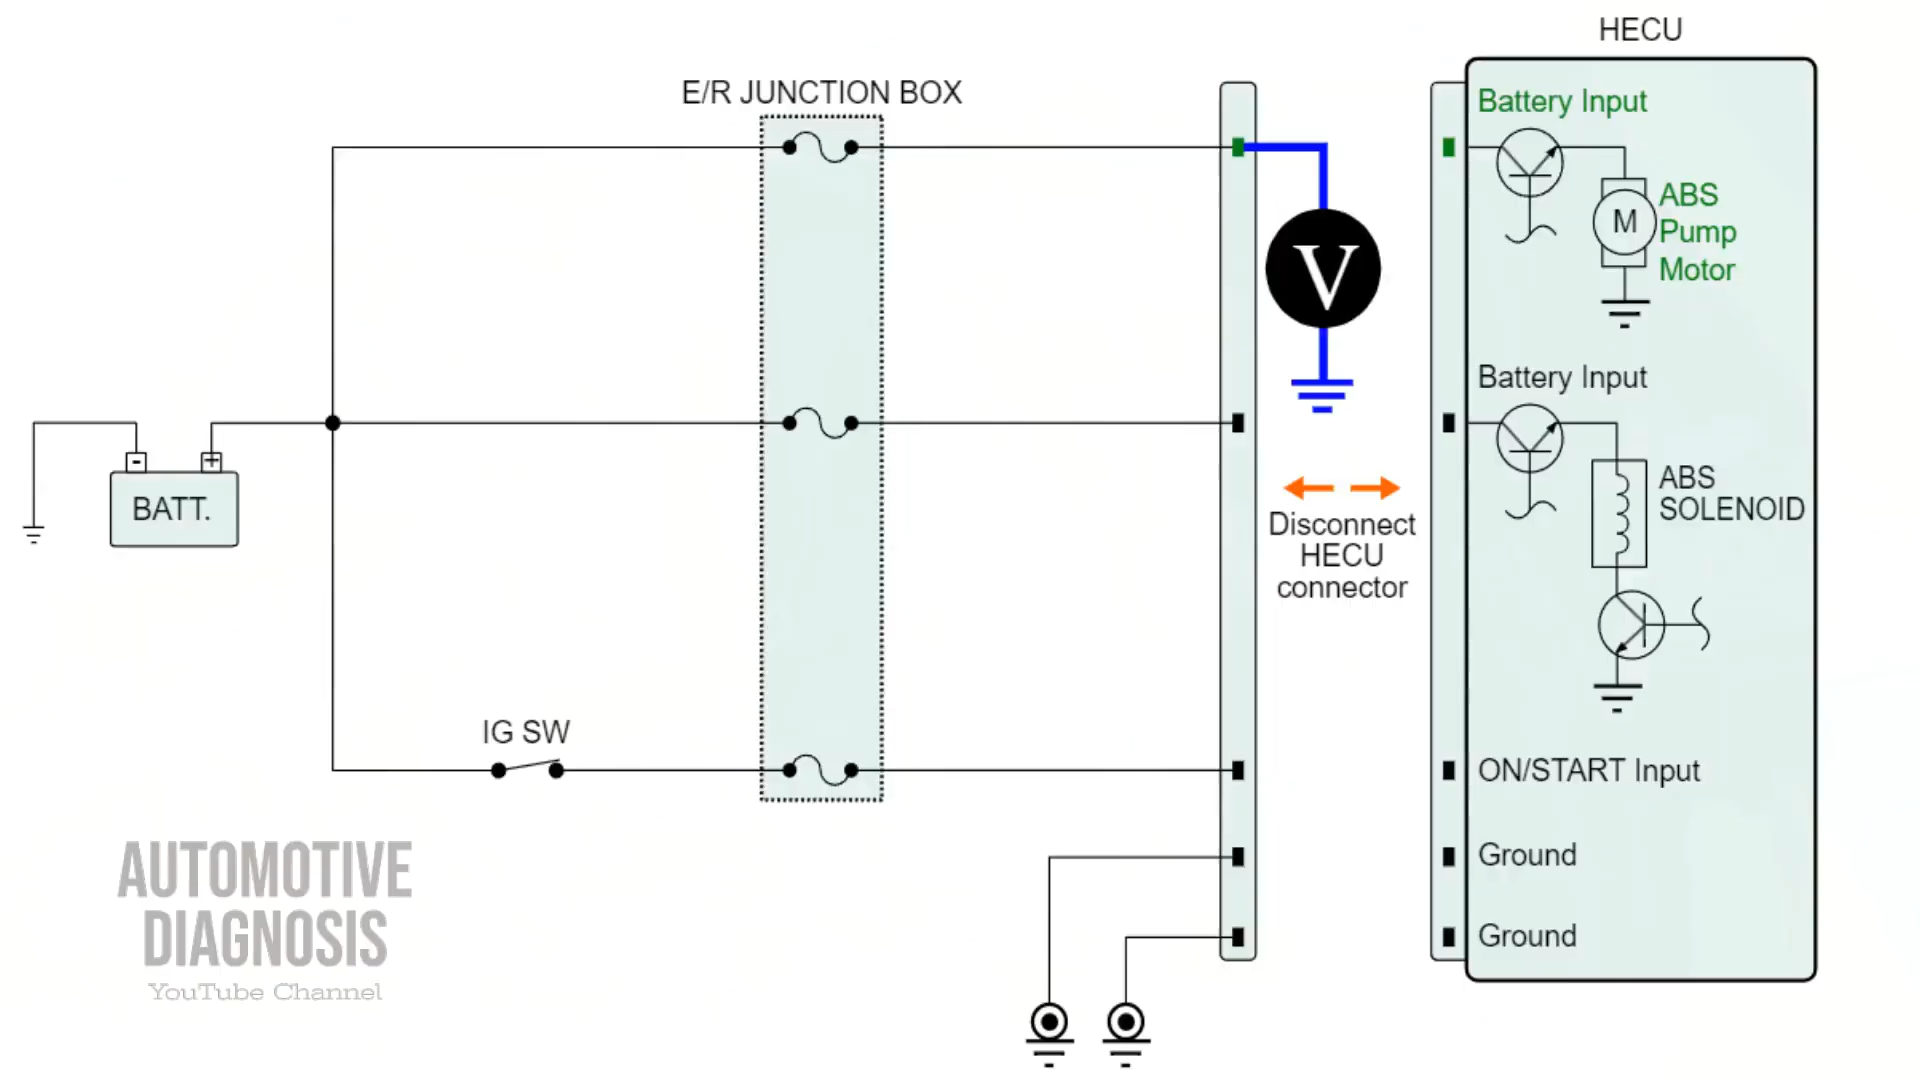 HECU
E/R JUNCTION BOX
Battery Input
ABS
Pump
Motor
M
V
Battery Input
ABS
SOLENOID
-
+
BATT.
Disconnect
HECU
connector
IG SW
ON/START Input
Ground
Ground
AUTOMOTIVE
DIAGNOSIS
YouTube Channel